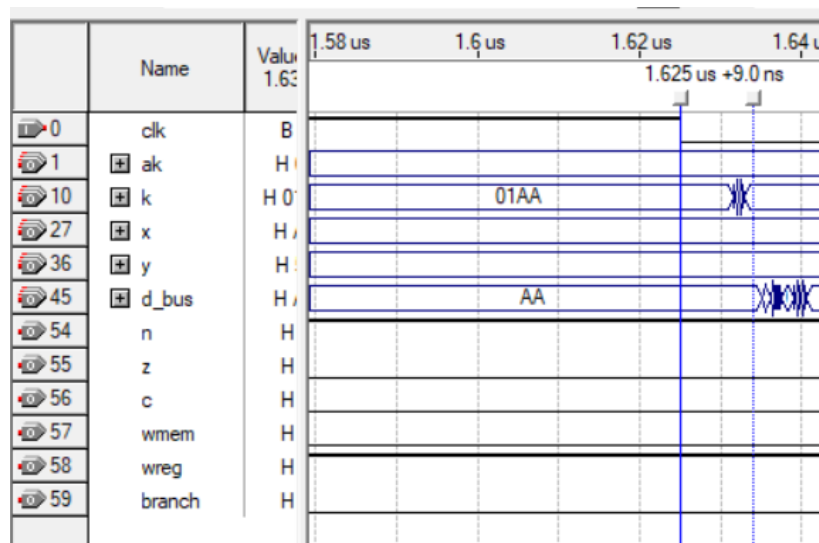 Name
Value
1.63
1.58 us 1.6 us 1.62 us 1.64 u
1.625 us +9.0 ns
0 clk B
1 ak H
10 k H 0 01AA
27 x H
36 y H
45 d_bus H AA
54 n H
55 z H
56 c H
57 wmem H
58 wreg H
59 branch H